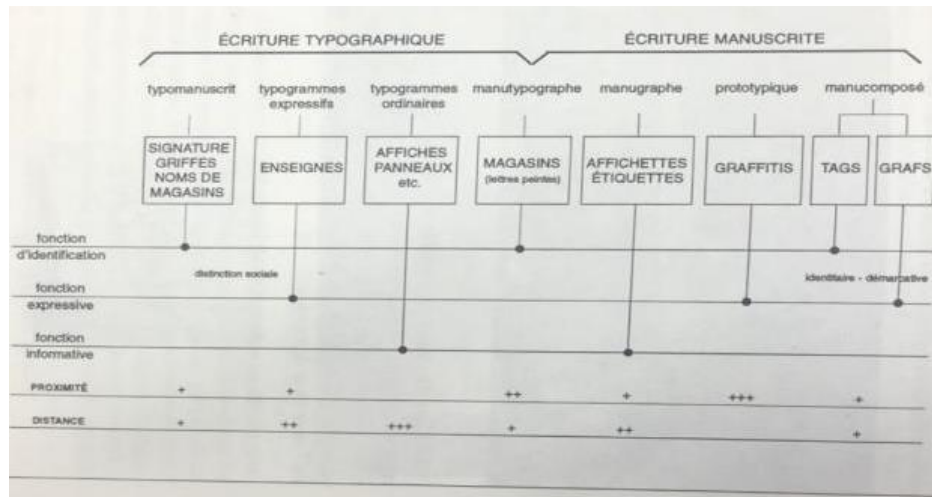 ÉCRITURE TYPOGRAPHIQUE ÉCRITURE MANUSCRITE
typomanuscrit typogrammes expressifs typogrammes ordinaires manutypographe manugraphe prototypique manucomposé
SIGNATURE
GRIFFES
NOMS DE
MAGASINS
ENSEIGNES
AFFICHES
PANNEAUX
etc.
MAGASINS
(lettres peintes)
AFFICHETTES
ÉTIQUETTES
GRAFFITIS
TAGS
GRAFS
fonction
d'identification
distinction sociale identitaire - démarcative
fonction
expressive
fonction
informative
PROXIMITÉ + + ++ + +++ +
DISTANCE + ++ +++ + ++ +